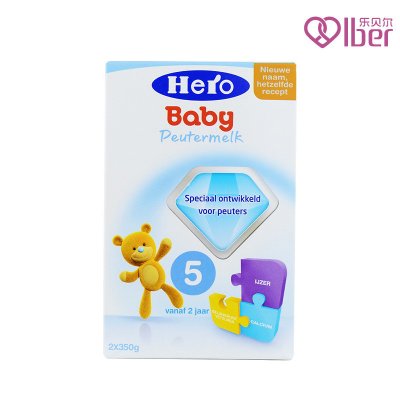 乐贝尔
lber
Nieuwe
naam,
hetzelfde
recept
Hero
Baby
Peutermelk
Speciaal ontwikkeld
voor peuters
5
vanaf 2 jaar
IJZER
CALCIUM
2x350g